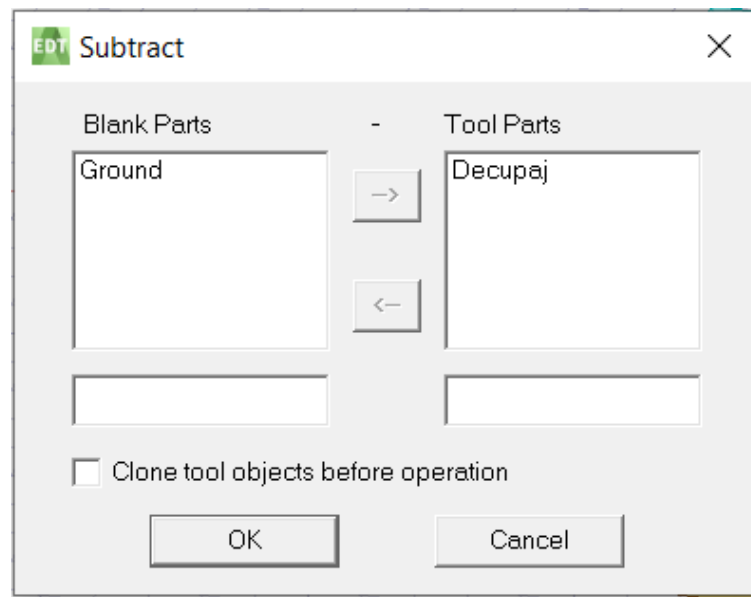 EDT Subtract
Blank Parts - Tool Parts
Ground Decupaj
-->
<--
Clone tool objects before operation
OK Cancel